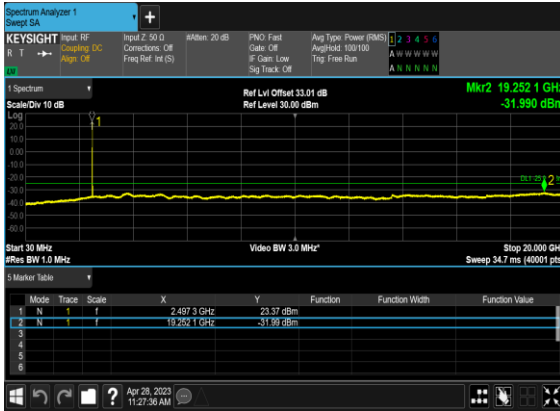 Spectrum Analyzer 1
Swept SA
KEYSIGHT Input: RF Input Z: 50 Ω #Atten: 20 dB PNO: Fast Avg Type: Power (RMS) 1 2 3 4 5 6
R T Coupling: DC Corrections: Off Gate: Off Avg|Hold: 100/100 A W W W W W
Align: Off Freq Ref: Int (S) IF Gain: Low Trig: Free Run
Sig Track: Off A N N N N N
1 Spectrum
Ref Lvl Offset 33.01 dB Mkr2 19.252 1 GHz
Scale/Div 10 dB Ref Level 30.00 dBm -31.990 dBm
Log
1
20.0
10.0
0.00
-10.0
-20.0
2
-30.0
-40.0
-50.0
-60.0
Start 30 MHz Video BW 3.0 MHz* Stop 20.000 GHz
#Res BW 1.0 MHz Sweep 34.7 ms (40001 pts)
5 Marker Table
Mode Trace Scale X Y Function Function Width Function Value
1 N 1 f 2.497 3 GHz 23.37 dBm
2 N 1 f 19.252 1 GHz -31.99 dBm
3
4
5
6
? Apr 28, 2023
11:27:36 AM